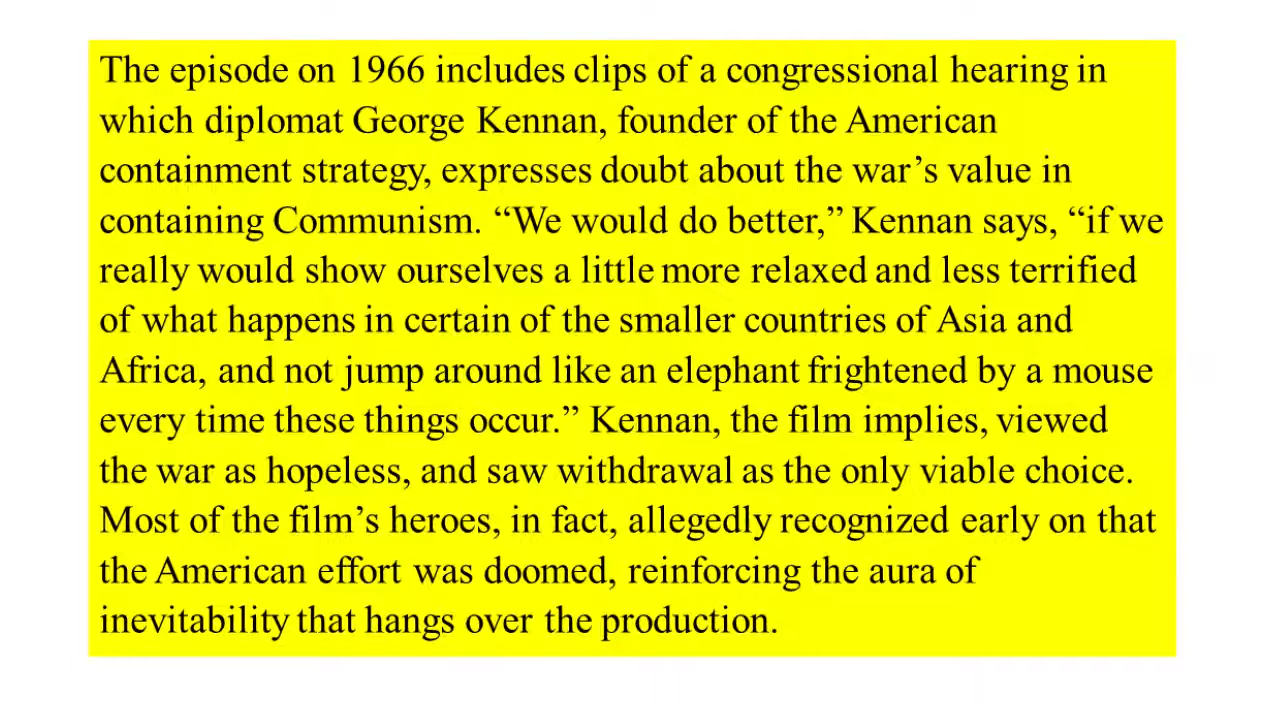 The episode on 1966 includes clips of a congressional hearing in
which diplomat George Kennan, founder of the American
containment strategy, expresses doubt about the war’s value in
containing Communism. “We would do better,” Kennan says, “if we
really would show ourselves a little more relaxed and less terrified
of what happens in certain of the smaller countries of Asia and
Africa, and not jump around like an elephant frightened by a mouse
every time these things occur.” Kennan, the film implies, viewed
the war as hopeless, and saw withdrawal as the only viable choice.
Most of the film’s heroes, in fact, allegedly recognized early on that
the American effort was doomed, reinforcing the aura of
inevitability that hangs over the production.